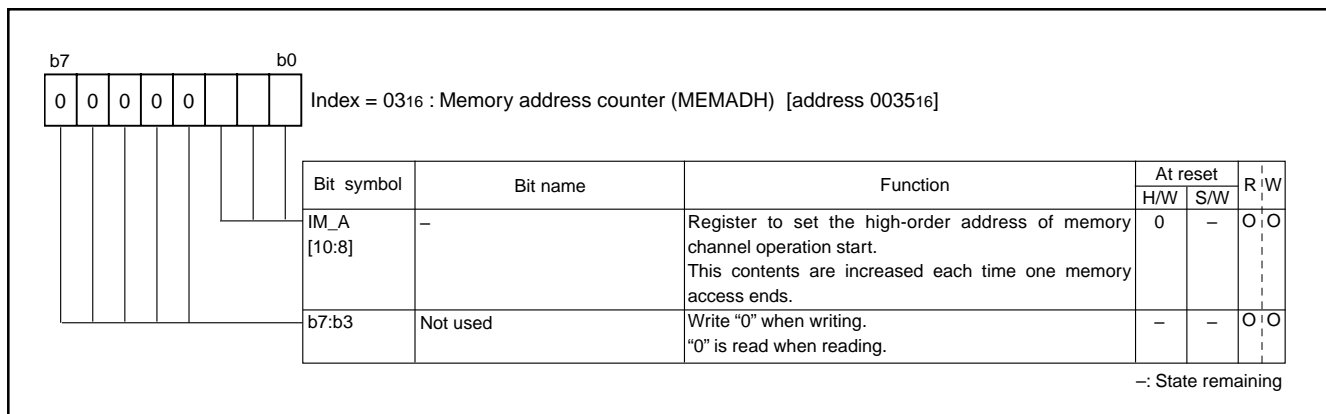 b7 b0
0 0 0 0 0 Index = 0316 : Memory address counter (MEMADH) [address 003516]
Bit symbol Bit name Function At reset R W
H/W S/W
IM_A – Register to set the high-order address of memory 0 – O O
[10:8] channel operation start.
This contents are increased each time one memory
access ends.
b7:b3 Not used Write “0” when writing. – – O O
“0” is read when reading.
–: State remaining